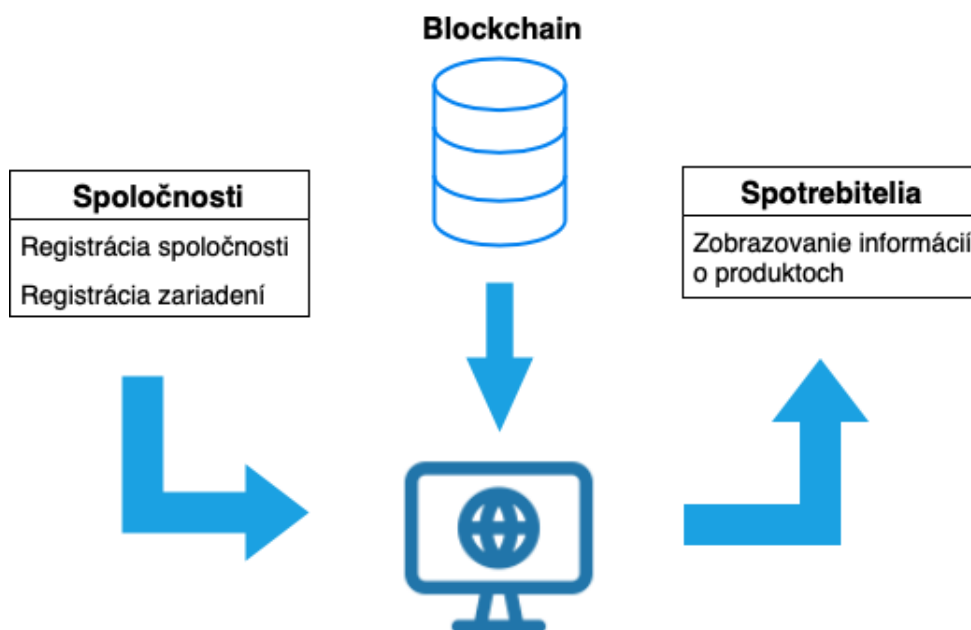 Blockchain
Spoločnosti
Registrácia spoločnosti
Registrácia zariadení
Spotrebitelia
Zobrazovanie informácií
o produktoch